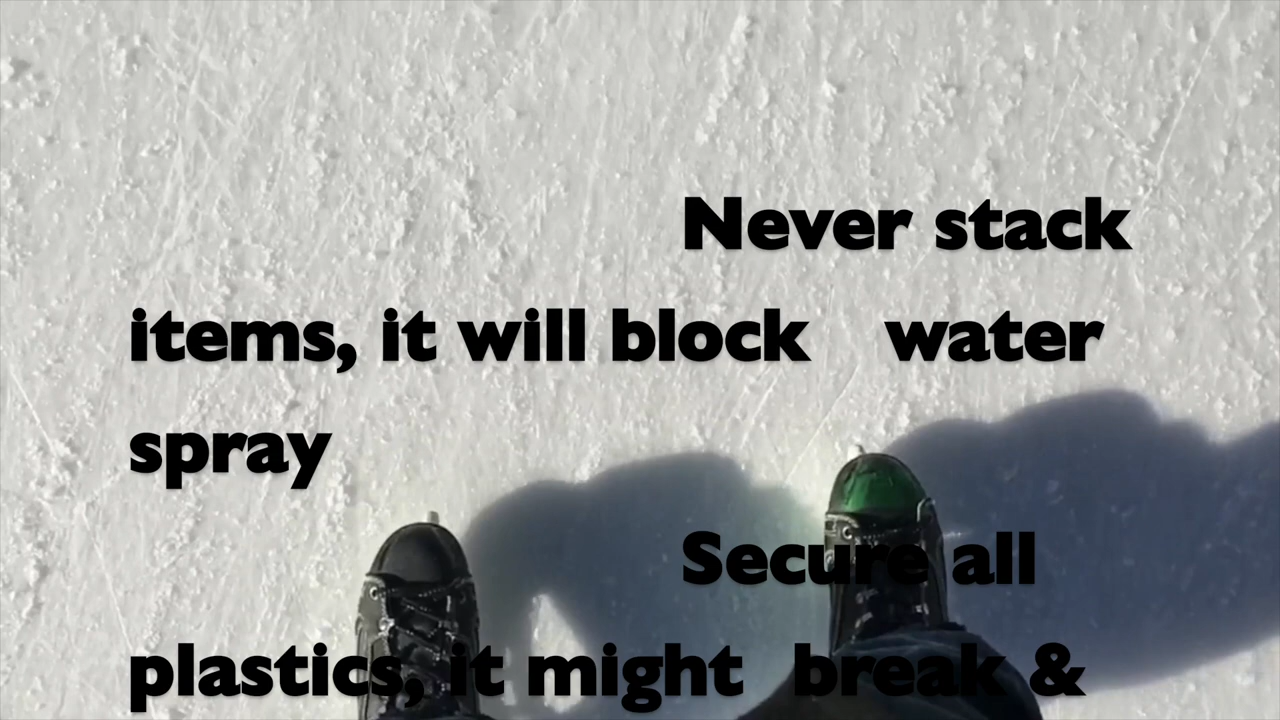 Never stack
items, it will block water
spray
Secure all
plastics, it might break &